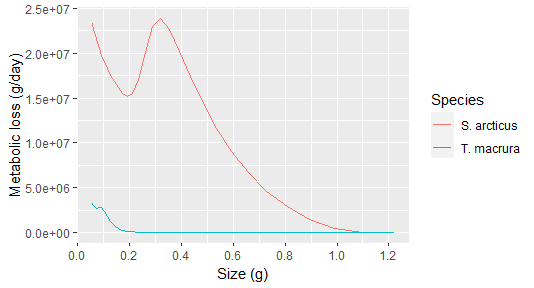 Metabolic loss (g/day)
2.5e+07
2.0e+07
1.5e+07
1.0e+07
5.0e+06
0.0e+00
0.0 0.2 0.4 0.6 0.8 1.0 1.2
Size (g)
Species
S. arcticus
T. macrura